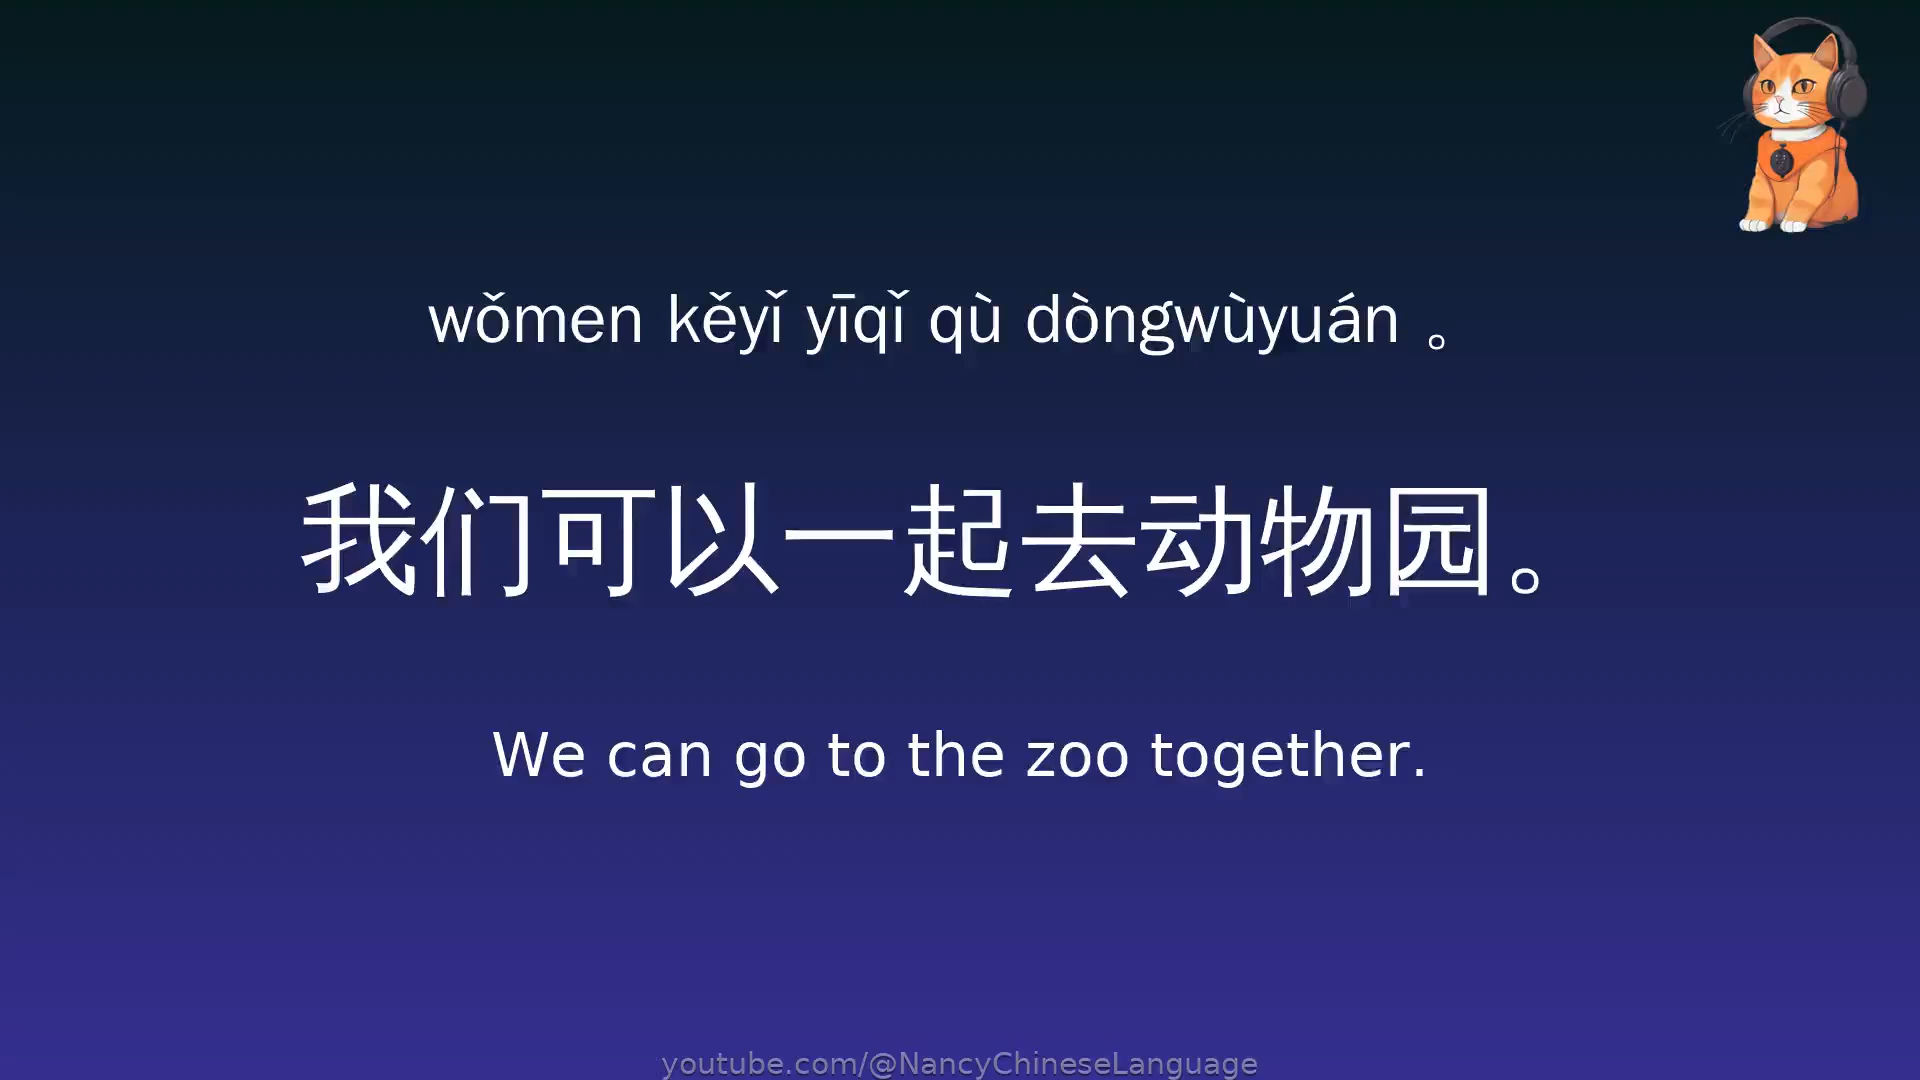 wǒmen kěyǐ yīqǐ qù dòngwùyuán 。
我们可以一起去动物园。
We can go to the zoo together.
youtube.com/@NancyChineseLanguage